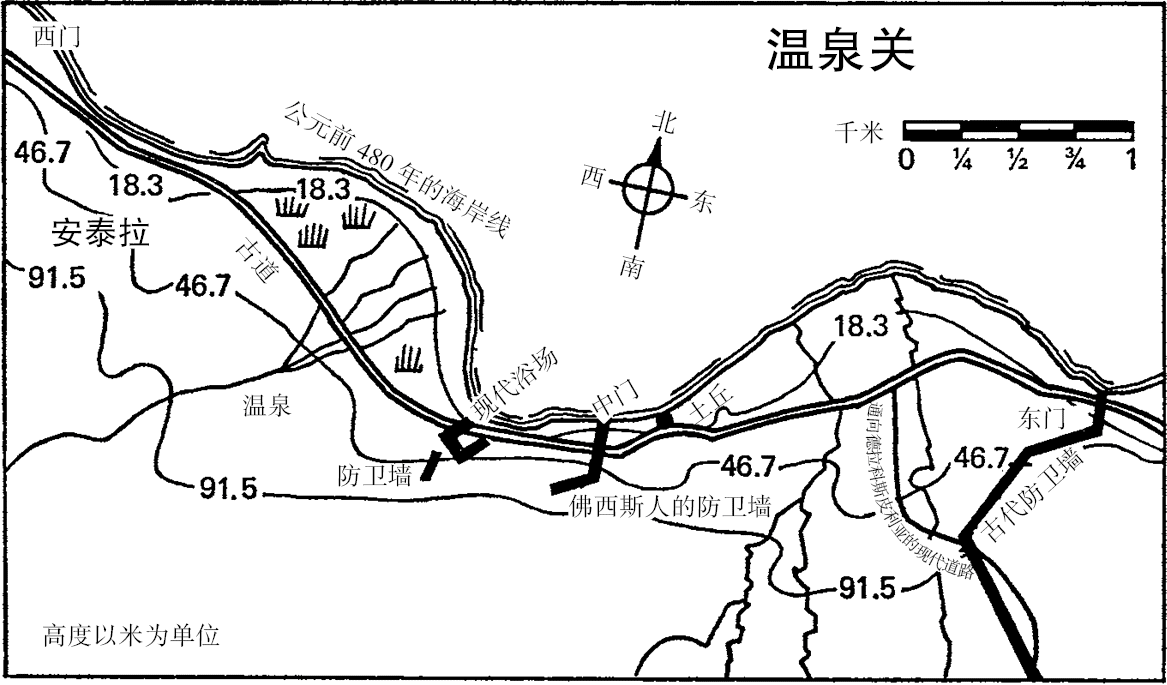 西门
温泉关
公元前 480 年的海岸线
北
西
东
南
千米
0 ¼ ½ ¾ 1
46.7
18.3
18.3
安泰拉
古道
91.5
46.7
18.3
现代浴场
中门
土丘
温泉
东门
防卫墙
91.5
佛西斯人的防卫墙
46.7
通向德拉科斯皮利亚的现代道路
46.7
古代防卫墙
91.5
高度以米为单位